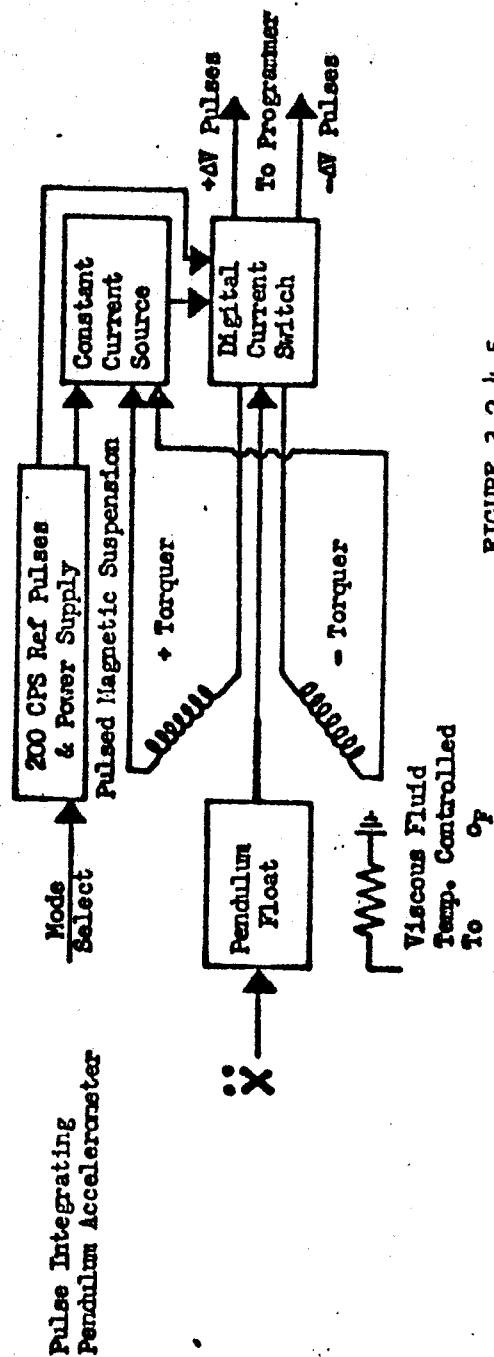 Pulse Integrating
Pendulum Accelerometer
Mode
Select
200 CPS Ref Pulses
& Power Supply
Pulsed Magnetic Suspension
Constant
Current
Source
+ Torquer
Pendulum
Float
Ẍ
Digital
Current
Switch
+ΔV Pulses
To Programmer
-ΔV Pulses
- Torquer
Viscous Fluid
Temp. Controlled
To °F
FIGURE